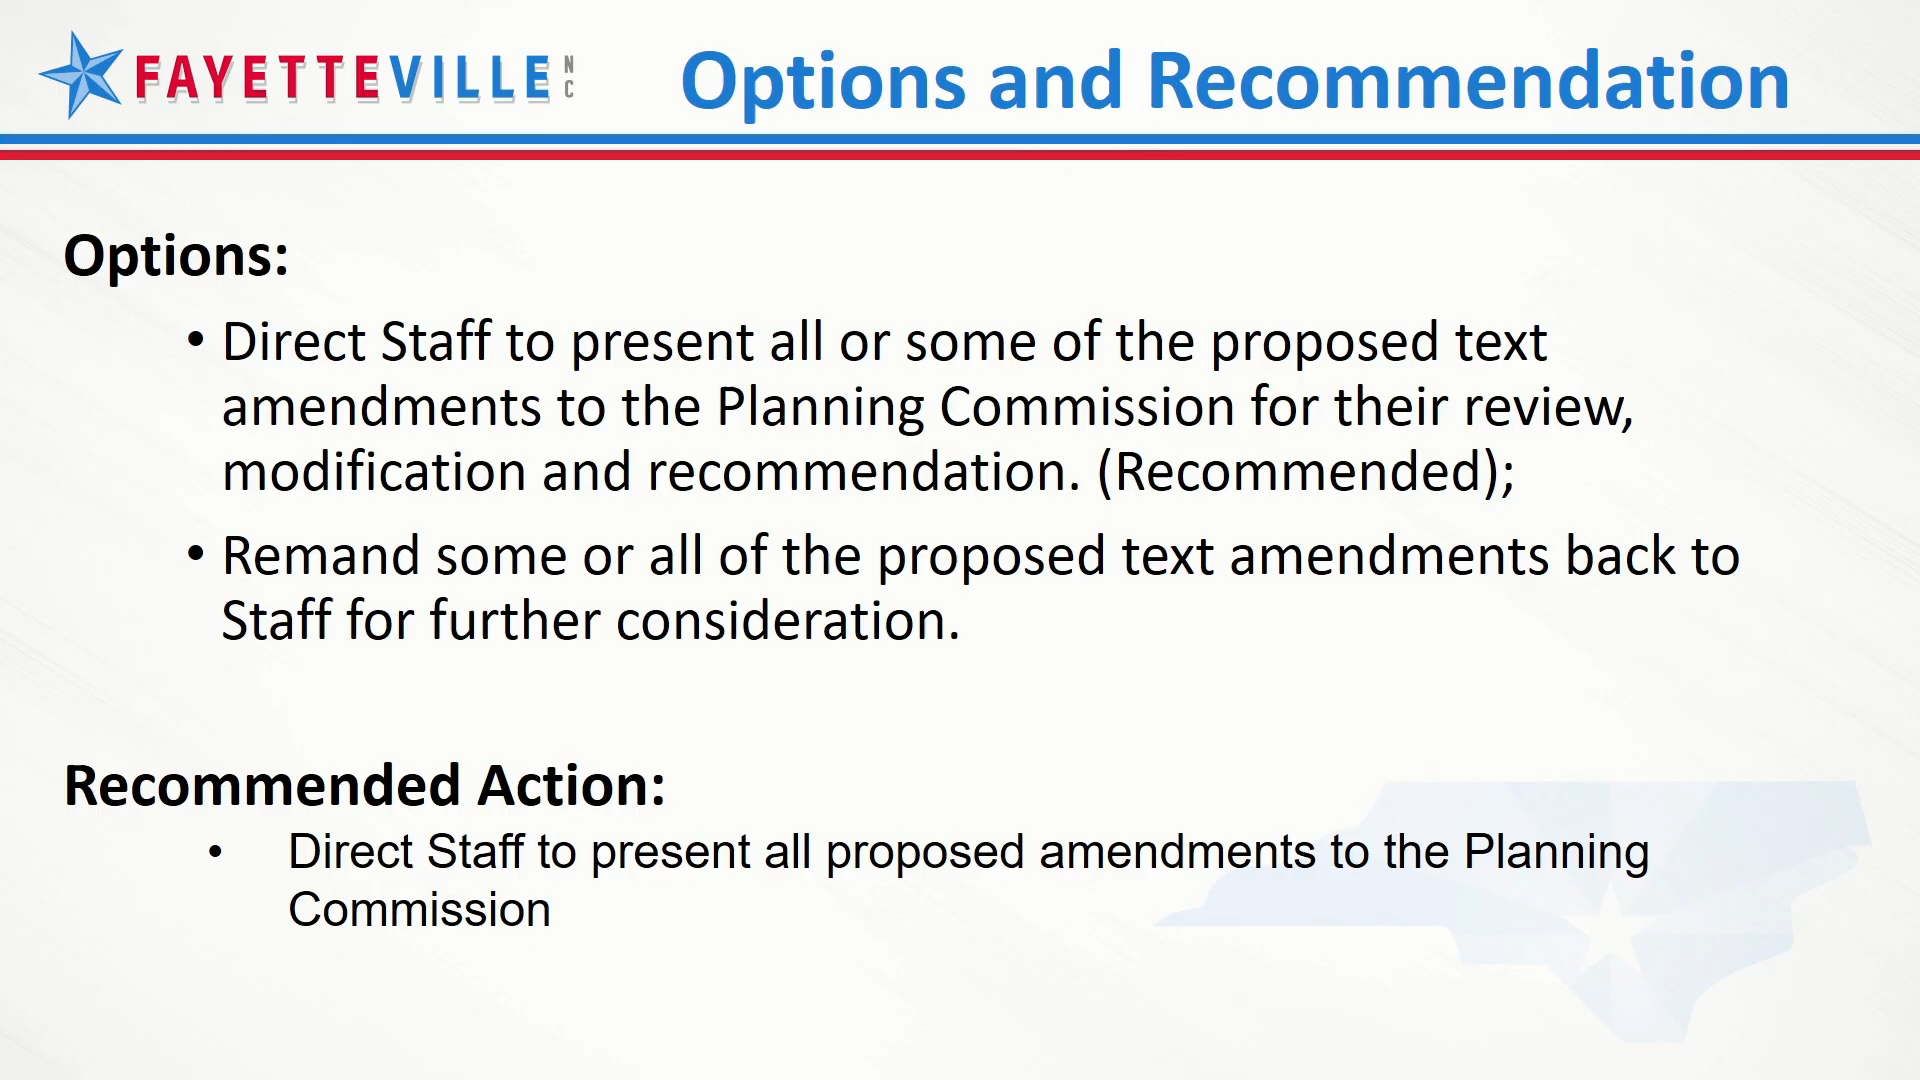 FAYETTEVILLE NC
Options and Recommendation
Options:
• Direct Staff to present all or some of the proposed text
amendments to the Planning Commission for their review,
modification and recommendation. (Recommended);
• Remand some or all of the proposed text amendments back to
Staff for further consideration.
Recommended Action:
• Direct Staff to present all proposed amendments to the Planning
Commission